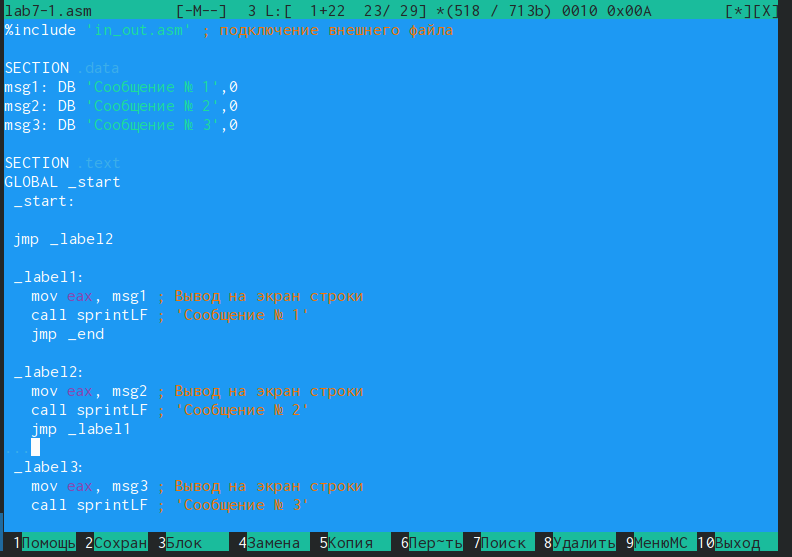 lab7-1.asm [-M--] 3 L:[ 1+22 23/ 29] *(518 / 713b) 0010 0x00A [*][X]
%include 'in_out.asm' ; подключение внешнего файла
SECTION .data
msg1: DB 'Сообщение № 1',0
msg2: DB 'Сообщение № 2',0
msg3: DB 'Сообщение № 3',0
SECTION .text
GLOBAL _start
_start:
jmp _label2
_label1:
mov eax, msg1 ; Вывод на экран строки
call sprintLF ; 'Сообщение № 1'
jmp _end
_label2:
mov eax, msg2 ; Вывод на экран строки
call sprintLF ; 'Сообщение № 2'
jmp _label1
...
_label3:
mov eax, msg3 ; Вывод на экран строки
call sprintLF ; 'Сообщение № 3'
1Помощь 2Сохран 3Блок 4Замена 5Копия 6Пер~ть 7Поиск 8Удалить 9МенюMC 10Выход